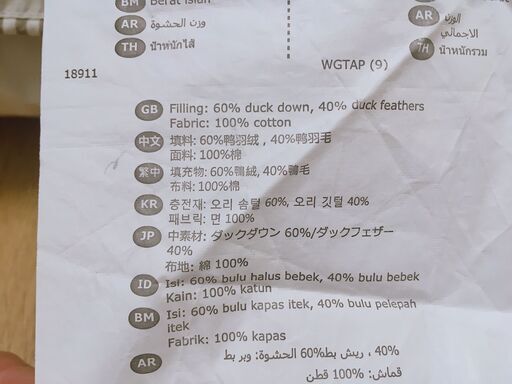 BM Berat isian
AR وزن الحشوة
TH น้ำหนักไส้
AR الوزن
الاجمالي
TH น้ำหนักรวม
WGTAP (9)
18911
GB Filling: 60% duck down, 40% duck feathers
Fabric: 100% cotton
中文 填料: 60%鸭羽绒 , 40%鸭羽毛
面料: 100%棉
繁中 填充物: 60%鴨絨, 40%鴨毛
布料: 100%棉
KR 충전재: 오리 솜털 60%, 오리 깃털 40%
패브릭: 면 100%
JP 中素材: ダックダウン 60%/ダックフェザー
40%
布地: 綿 100%
ID Isi: 60% bulu halus bebek, 40% bulu bebek
Kain: 100% katun
BM Isi: 60% bulu kapas itek, 40% bulu pelepah
itek
Fabrik: 100% kapas
AR 40% ، ريش بط60% الحشوة: وبر بط
قماش: 100% قطن